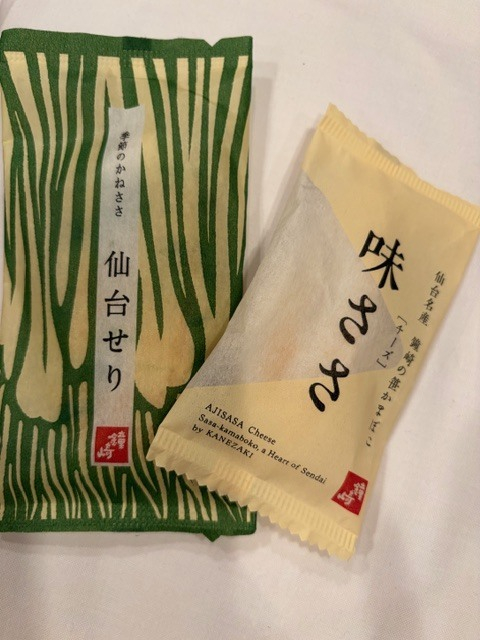 季節のかねささ
仙台せり
鐘崎
仙台名産 鐘崎の笹かまぼこ
味ささ
[チーズ]
AJISASA Cheese
Sasa-kamaboko, a Heart of Sendai
by KANEZAKI
鐘崎